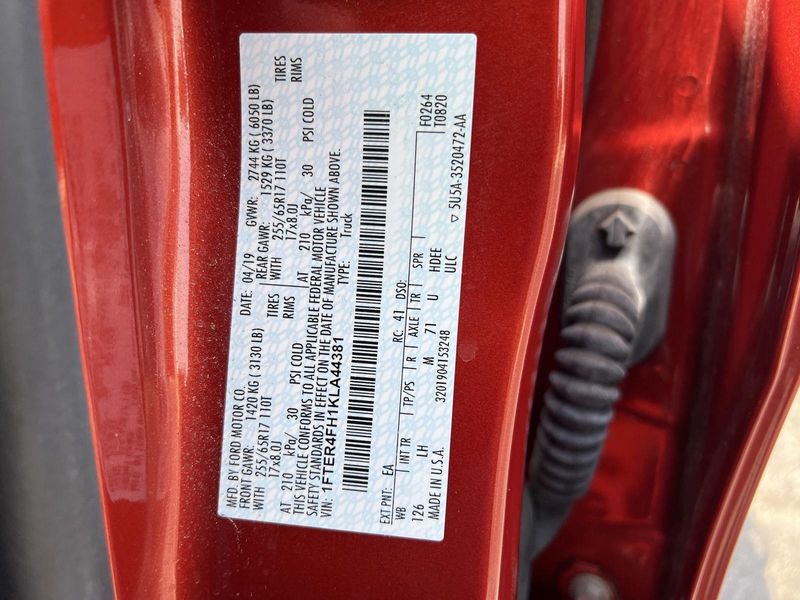 MFD. BY FORD MOTOR CO.
DATE: 04/19 GVWR: 2744 KG ( 6050 LB)
FRONT GAWR: 1420 KG (3130 LB) REAR GAWR: 1529 KG ( 3370 LB)
WITH 255/65R17 110T TIRES WITH 255/65R17 110T TIRES
17x8.0J RIMS 17x8.0J RIMS
AT 210 kPa/ 30 PSI COLD AT 210 kPa/ 30 PSI COLD
THIS VEHICLE CONFORMS TO ALL APPLICABLE FEDERAL MOTOR VEHICLE
SAFETY STANDARDS IN EFFECT ON THE DATE OF MANUFACTURE SHOWN ABOVE.
VIN: 1FTER4FH1KLA44381 TYPE: Truck
F0264
T0820
EXT PNT: EA RC: 41 DSO:
WB INT TR TP/PS R AXLE TR SPR
126 LH M 71 U HDEE
ULC
MADE IN U.S.A. 3201904153248 ▽ 5U5A-3520472-AA